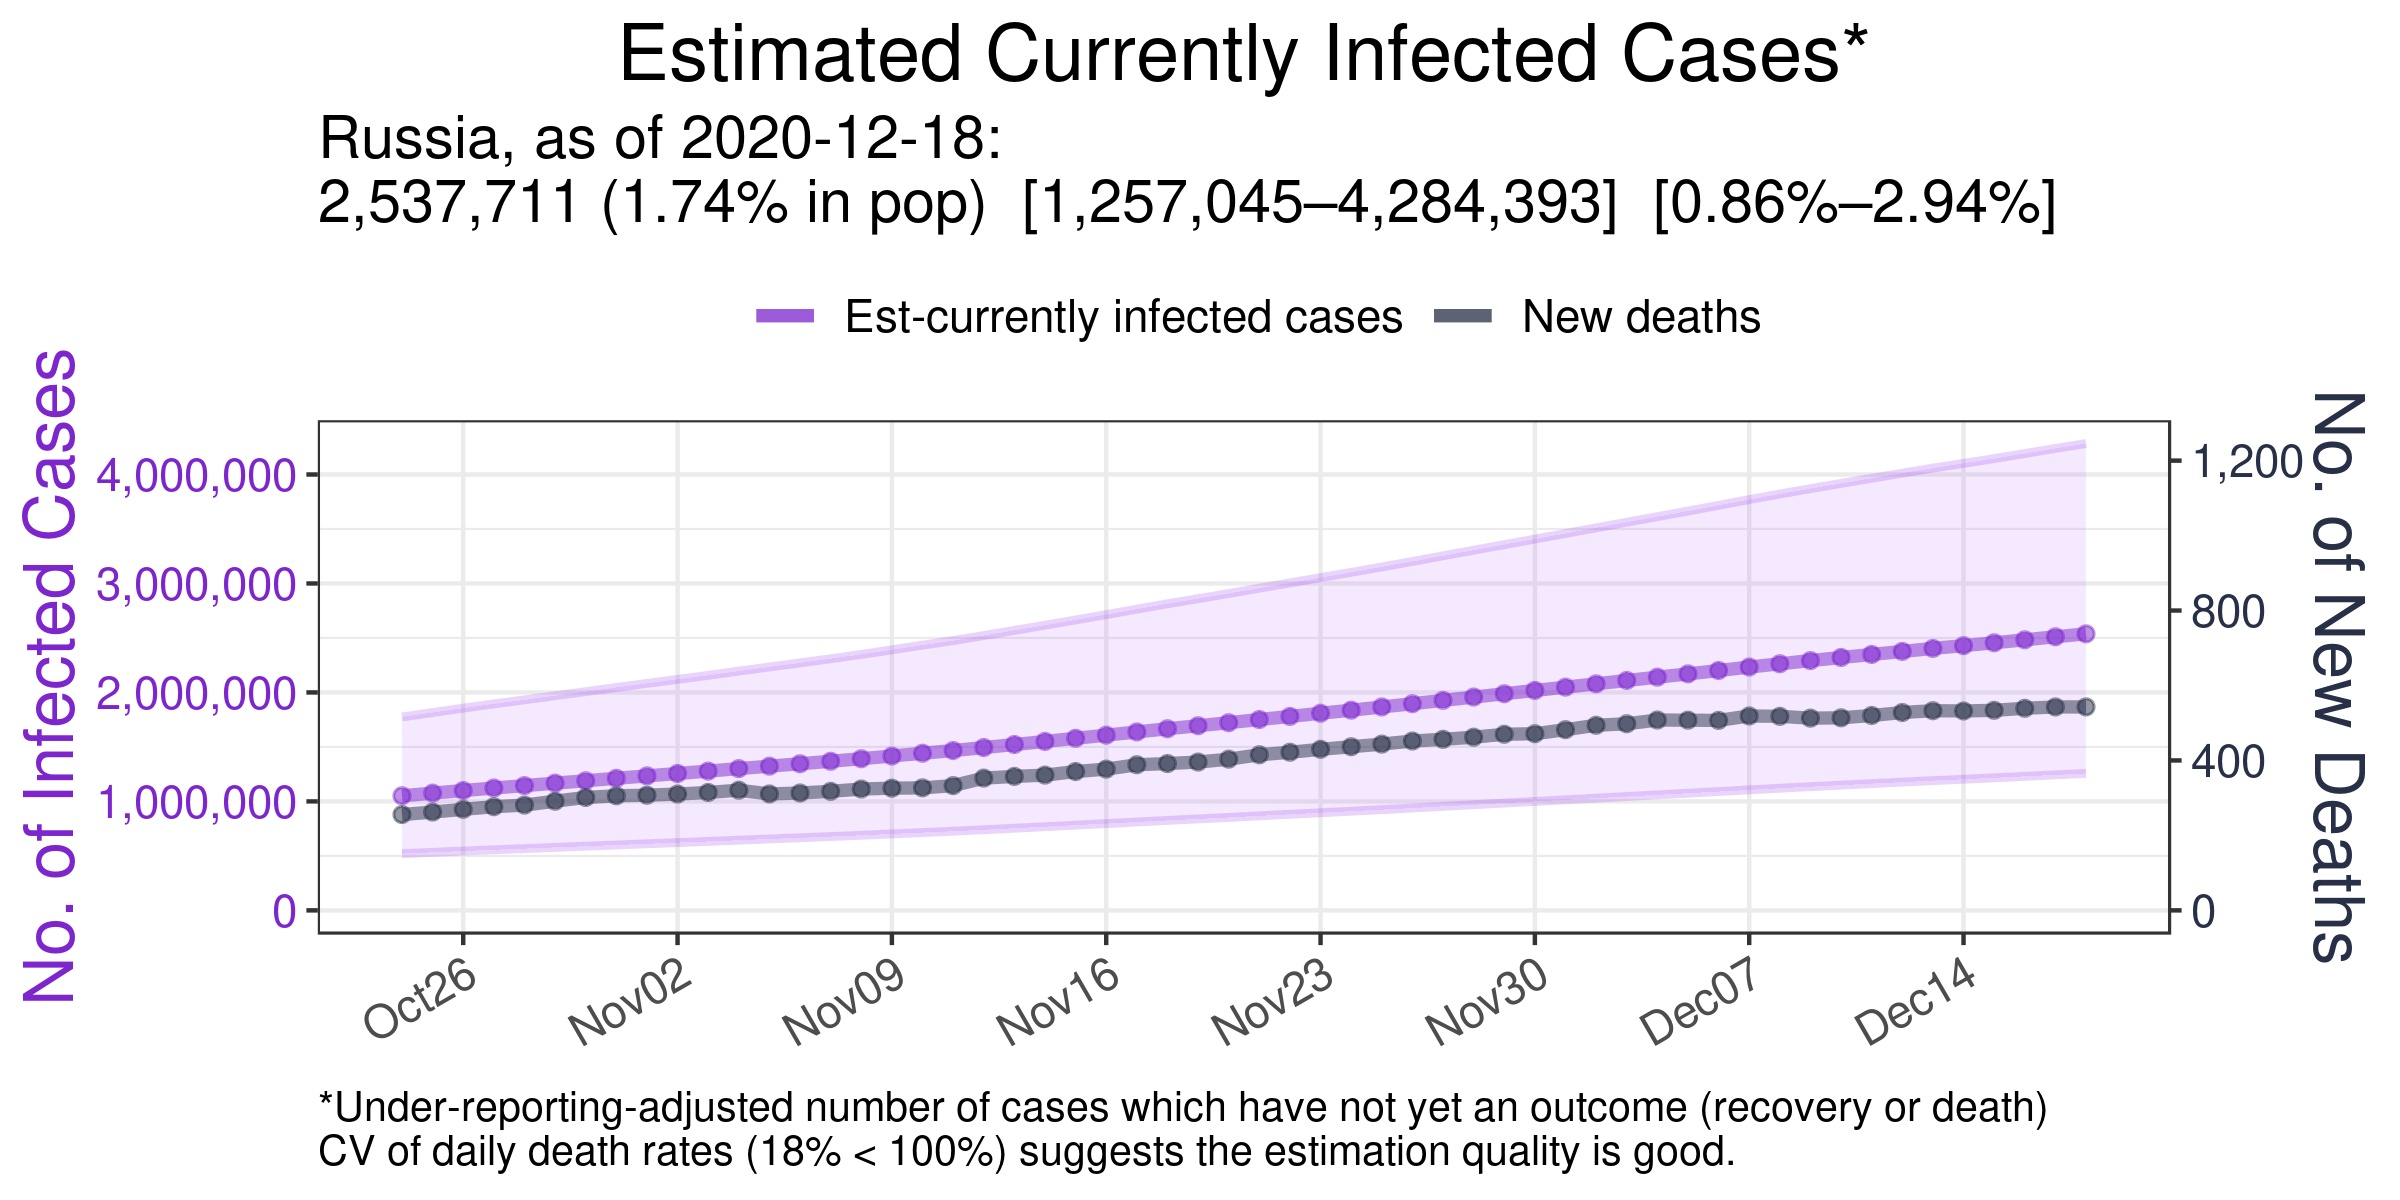 Estimated Currently Infected Cases*
Russia, as of 2020-12-18:
2,537,711 (1.74% in pop) [1,257,045–4,284,393] [0.86%–2.94%]
Est-currently infected cases New deaths
No. of Infected Cases
4,000,000
3,000,000
2,000,000
1,000,000
0
1,200
800
400
0
No. of New Deaths
Oct26 Nov02 Nov09 Nov16 Nov23 Nov30 Dec07 Dec14
*Under-reporting-adjusted number of cases which have not yet an outcome (recovery or death)
CV of daily death rates (18% < 100%) suggests the estimation quality is good.